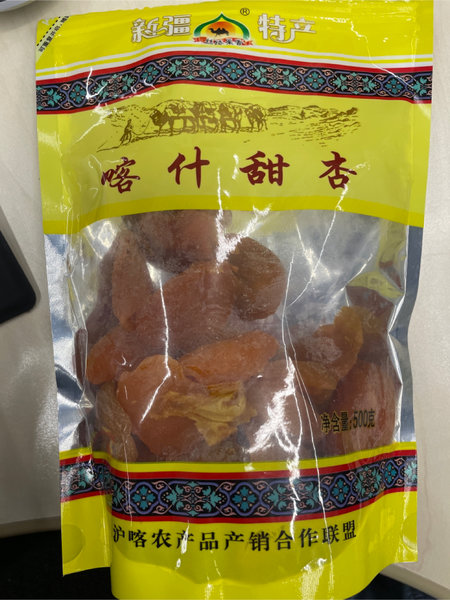 新疆 ® 特产
喀什甜杏
净含量:500克
沪喀农产品产销合作联盟